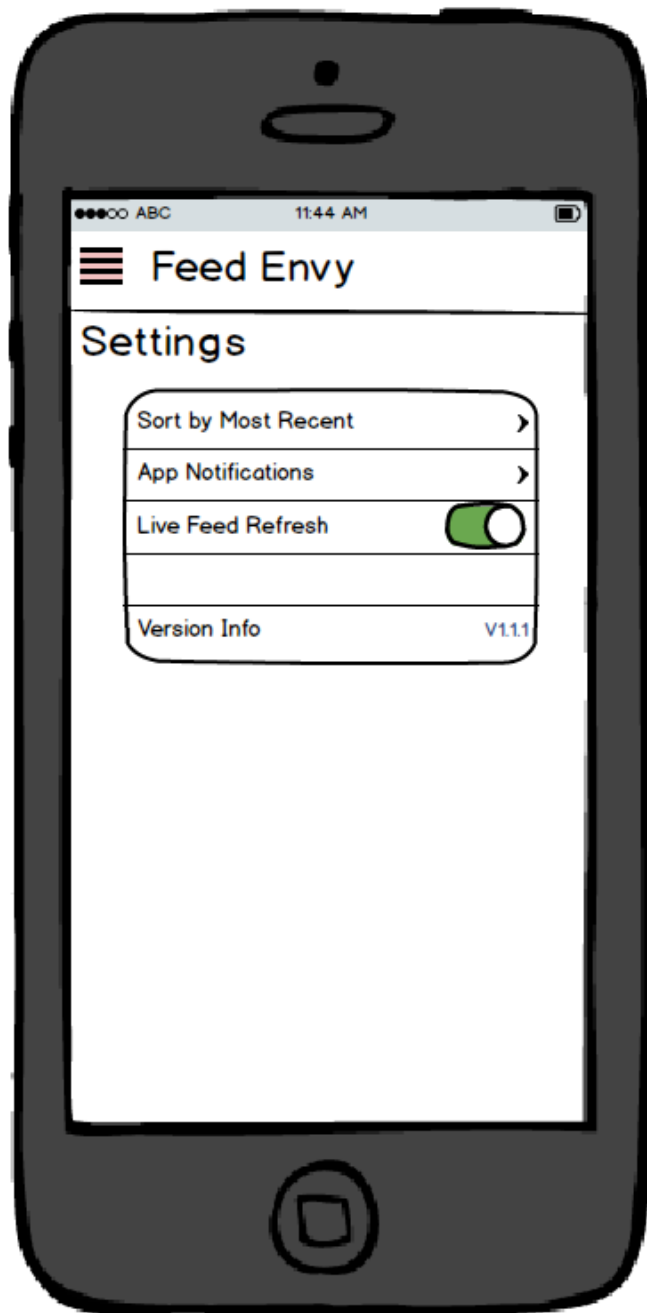 ABC 11:44 AM
Feed Envy
Settings
Sort by Most Recent
App Notifications
Live Feed Refresh
Version Info V1.1.1